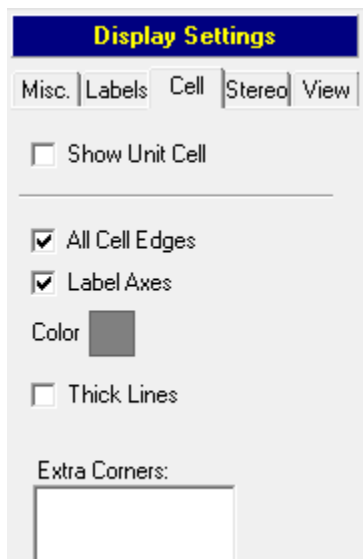 Display Settings
Misc. Labels Cell Stereo View
Show Unit Cell
All Cell Edges
Label Axes
Color
Thick Lines
Extra Corners: